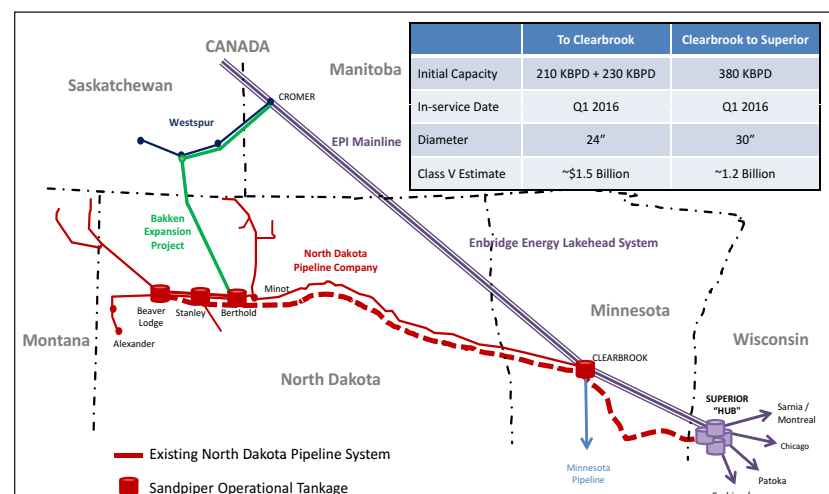 CANADA
Saskatchewan
Manitoba
CROMER
Westspur
EPI Mainline
To Clearbrook
Clearbrook to Superior
Initial Capacity
210 KBPD + 230 KBPD
380 KBPD
In-service Date
Q1 2016
Q1 2016
Diameter
24”
30”
Class V Estimate
~$1.5 Billion
~1.2 Billion
Bakken
Expansion
Project
North Dakota
Pipeline Company
Enbridge Energy Lakehead System
Minot
Beaver
Lodge
Stanley
Berthold
Alexander
Montana
North Dakota
Minnesota
Wisconsin
CLEARBROOK
SUPERIOR
“HUB”
Sarnia /
Montreal
Chicago
Patoka
Minnesota
Pipeline
Existing North Dakota Pipeline System
Sandpiper Operational Tankage